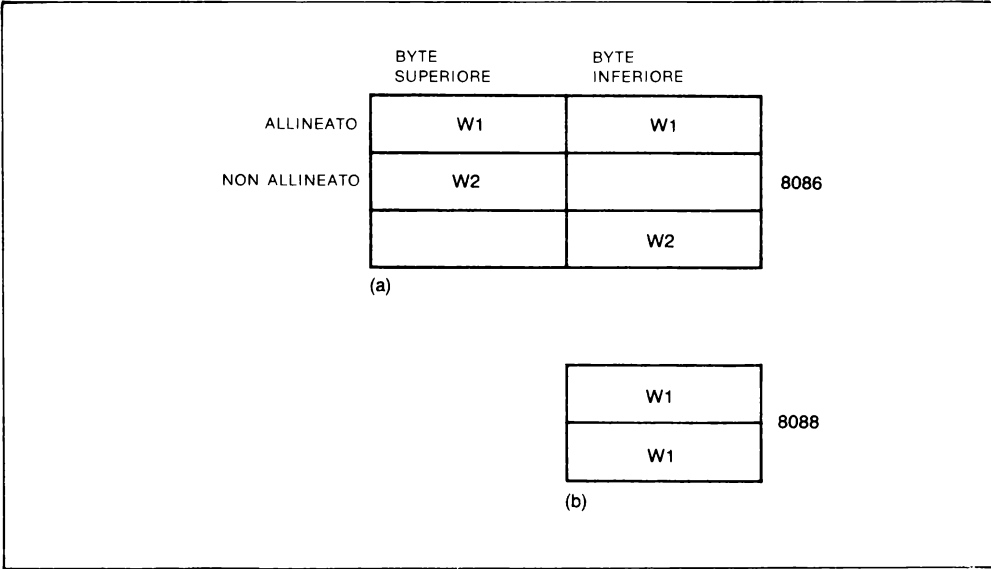 BYTE SUPERIORE
BYTE INFERIORE
ALLINEATO W1 W1
NON ALLINEATO W2 8086
W2
(a)
W1
8088
W1
(b)